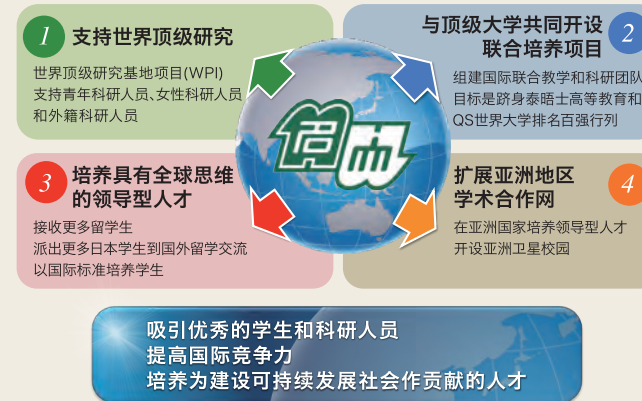 1 支持世界顶级研究
世界顶级研究基地项目(WPI)
支持青年科研人员、女性科研人员
和外籍科研人员
与顶级大学共同开设
联合培养项目 2
组建国际联合教学和科研团队
目标是跻身泰晤士高等教育和
QS世界大学排名百强行列
3 培养具有全球思维
的领导型人才
接收更多留学生
派出更多日本学生到国外留学交流
以国际标准培养学生
扩展亚洲地区
学术合作网 4
在亚洲国家培养领导型人才
开设亚洲卫星校园
吸引优秀的学生和科研人员
提高国际竞争力
培养为建设可持续发展社会作贡献的人才